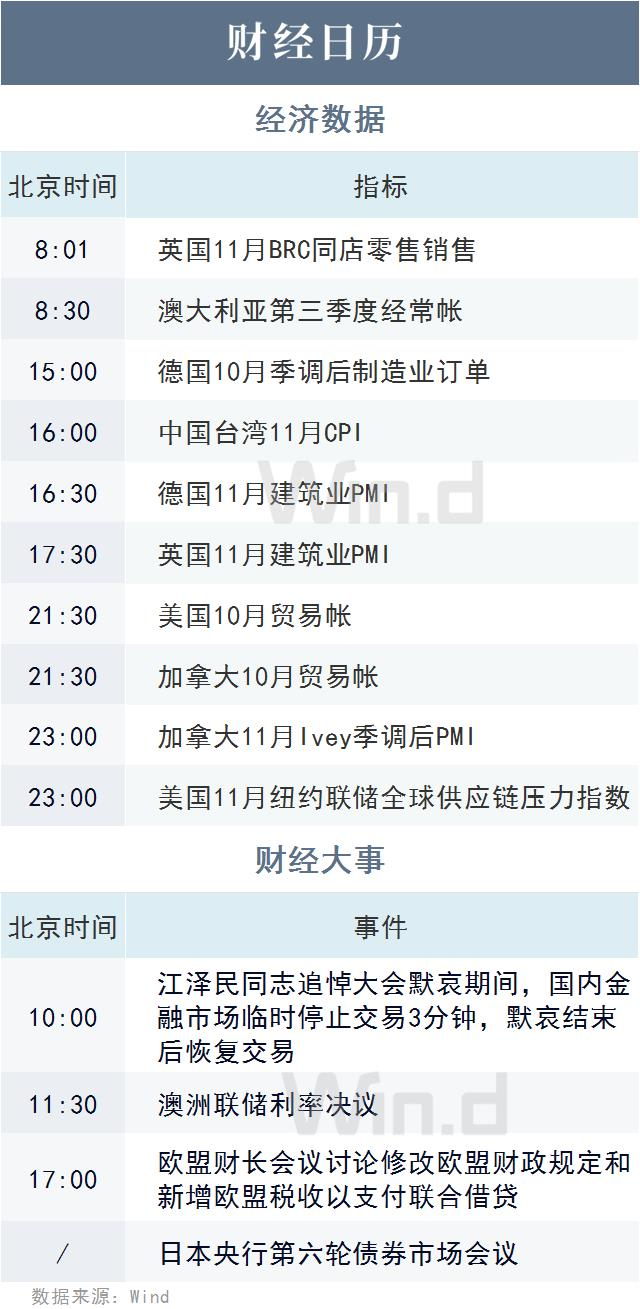 财经日历
经济数据
北京时间 指标
8:01 英国11月BRC同店零售销售
8:30 澳大利亚第三季度经常帐
15:00 德国10月季调后制造业订单
16:00 中国台湾11月CPI
16:30 德国11月建筑业PMI
Win.d
17:30 英国11月建筑业PMI
21:30 美国10月贸易帐
21:30 加拿大10月贸易帐
23:00 加拿大11月Ivey季调后PMI
23:00 美国11月纽约联储全球供应链压力指数
财经大事
北京时间 事件
10:00 江泽民同志追悼大会默哀期间，国内金
融市场临时停止交易3分钟，默哀结束
后恢复交易
11:30 澳洲联储利率决议
Win.d
17:00 欧盟财长会议讨论修改欧盟财政规定和
新增欧盟税收以支付联合借贷
/ 日本央行第六轮债券市场会议
数据来源：Wind